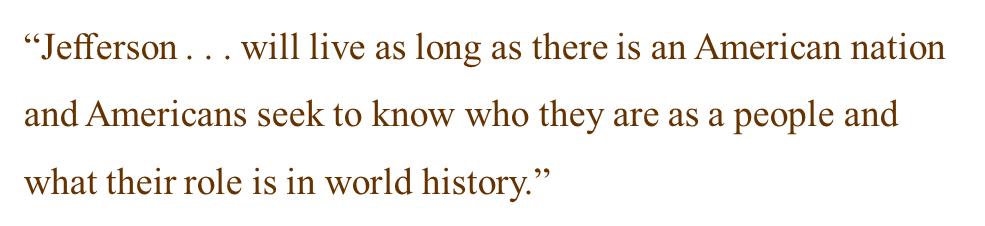 “Jefferson . . . will live as long as there is an American nation
and Americans seek to know who they are as a people and
what their role is in world history.”